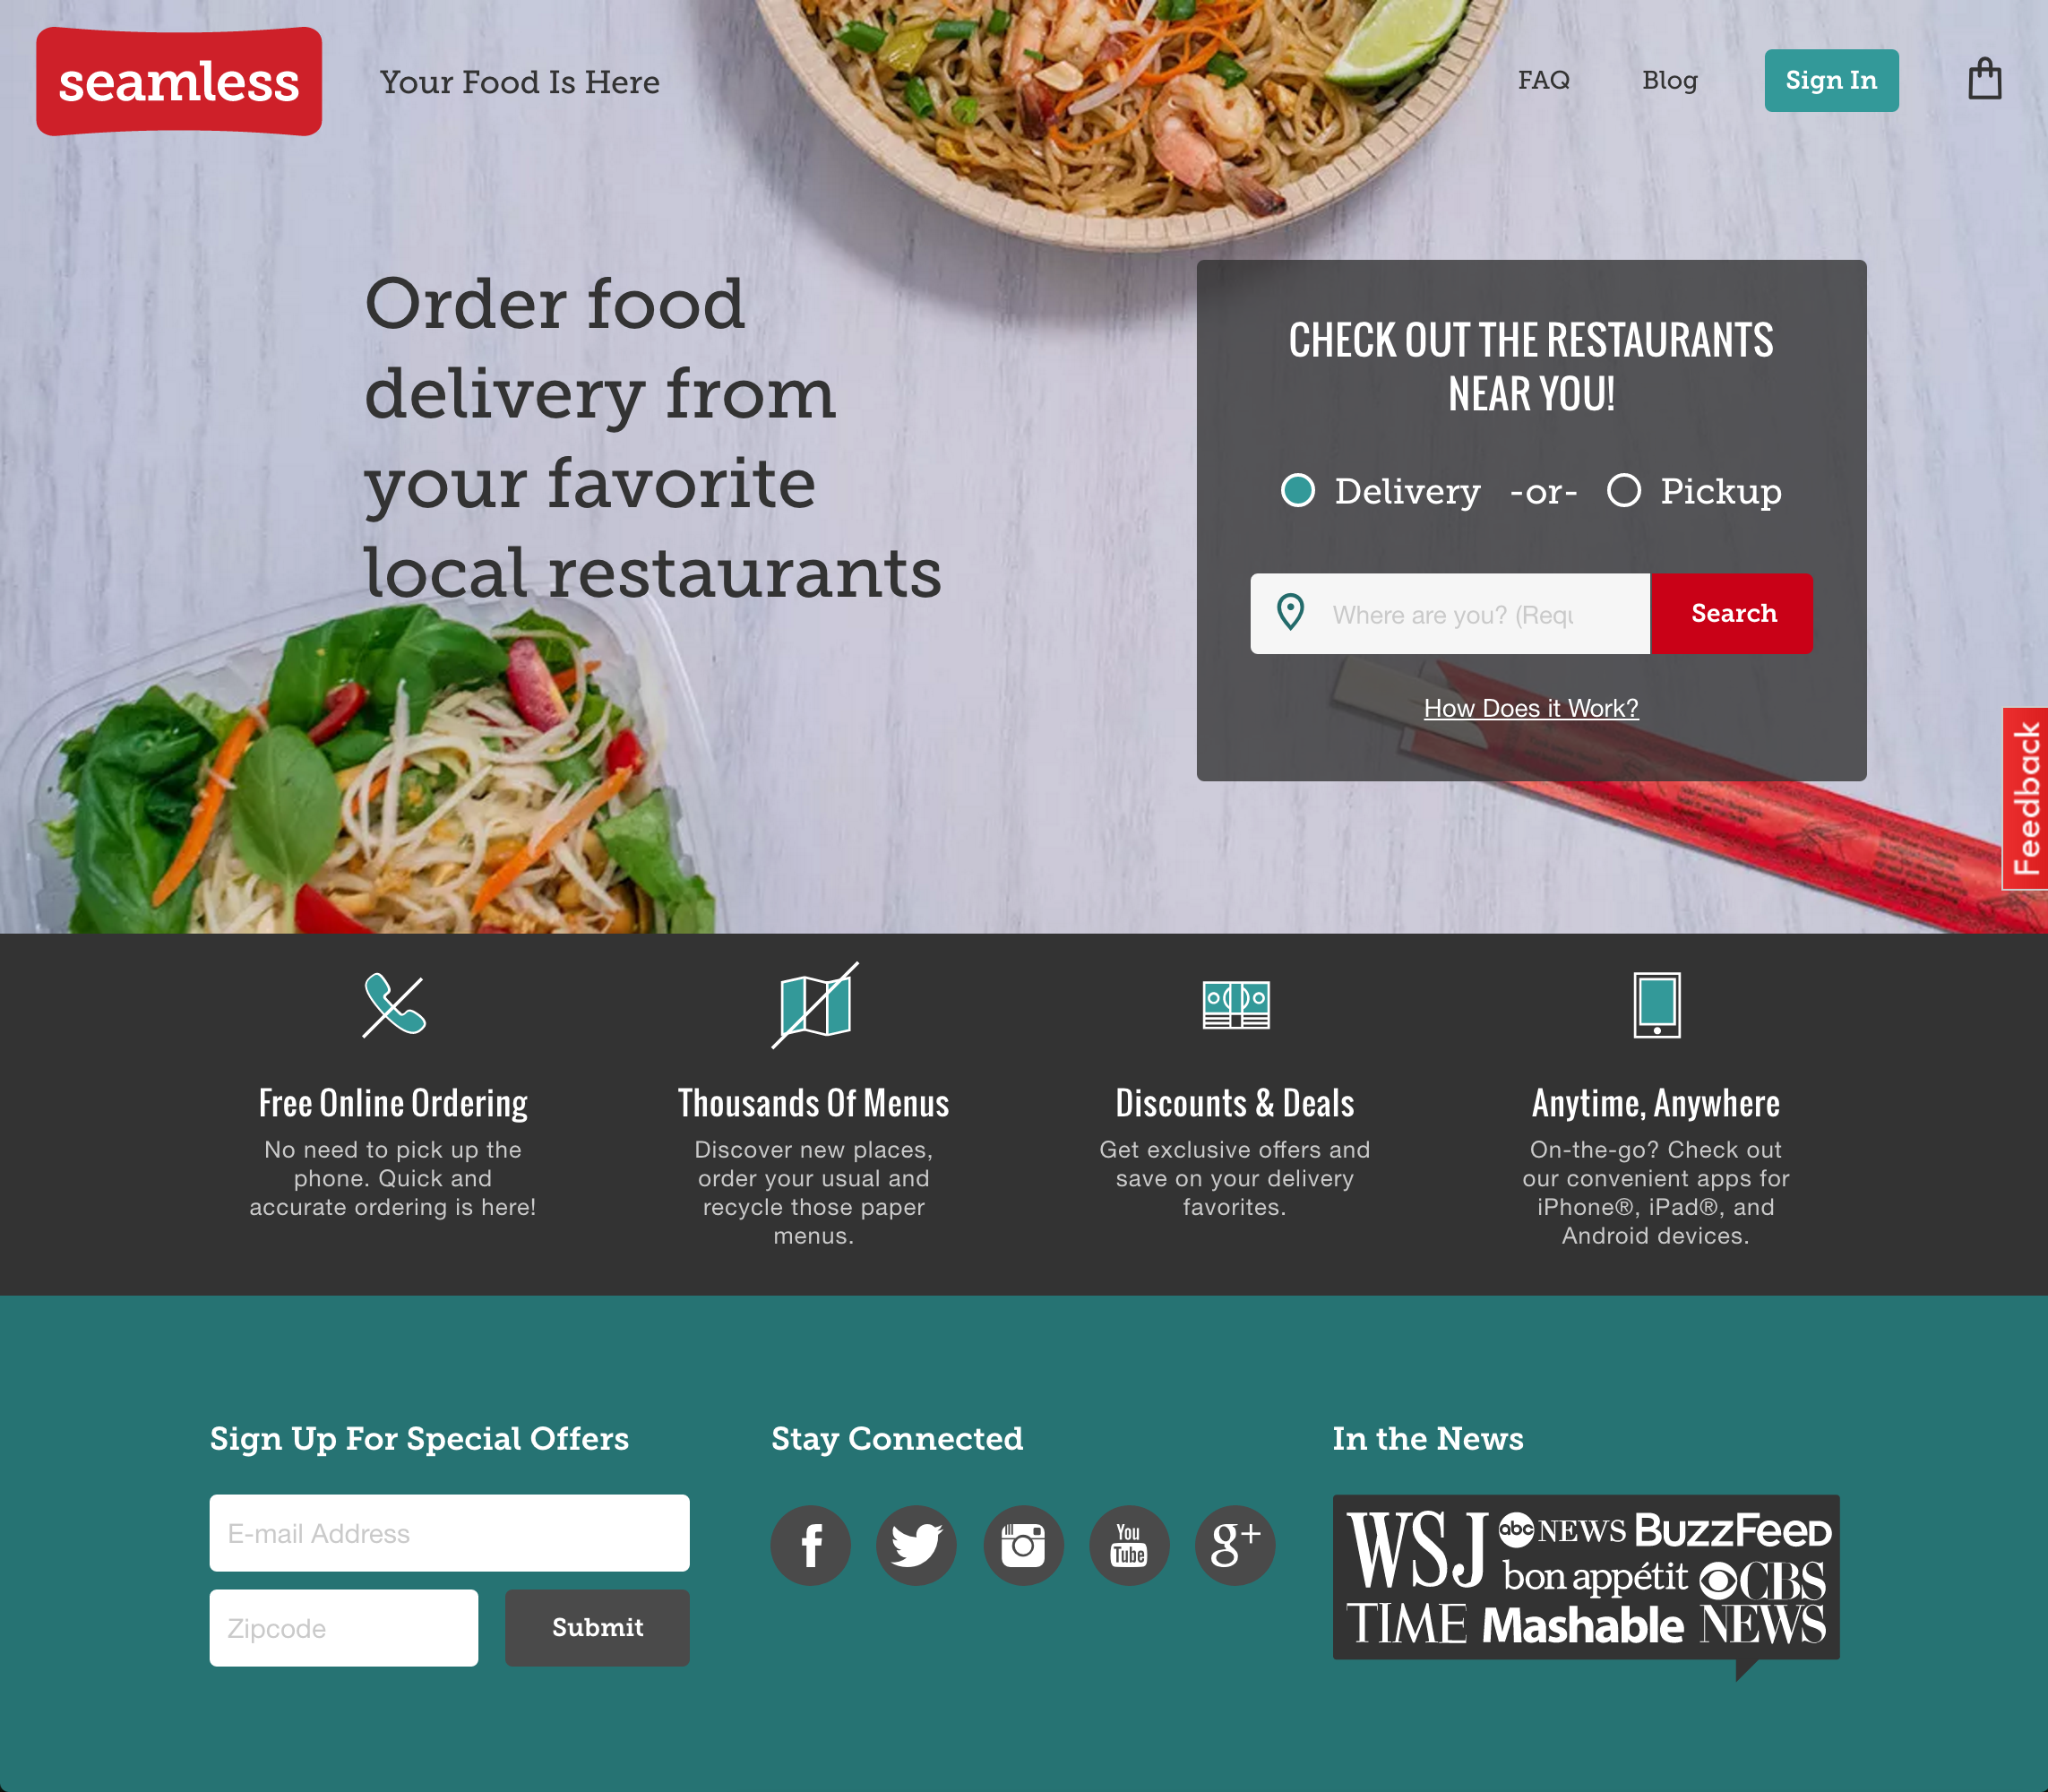 seamless
Your Food Is Here
FAQ
Blog
Sign In
Order food
delivery from
your favorite
local restaurants
CHECK OUT THE RESTAURANTS
NEAR YOU!
Delivery -or- Pickup
Where are you? (Requ
Search
How Does it Work?
Feedback
Free Online Ordering
No need to pick up the
phone. Quick and
accurate ordering is here!
Thousands Of Menus
Discover new places,
order your usual and
recycle those paper
menus.
Discounts & Deals
Get exclusive offers and
save on your delivery
favorites.
Anytime, Anywhere
On-the-go? Check out
our convenient apps for
iPhone®, iPad®, and
Android devices.
Sign Up For Special Offers
E-mail Address
Zipcode
Submit
Stay Connected
f
You
Tube
g+
In the News
WSJ abc NEWS BuzzFeed
bon appétit CBS
TIME Mashable NEWS